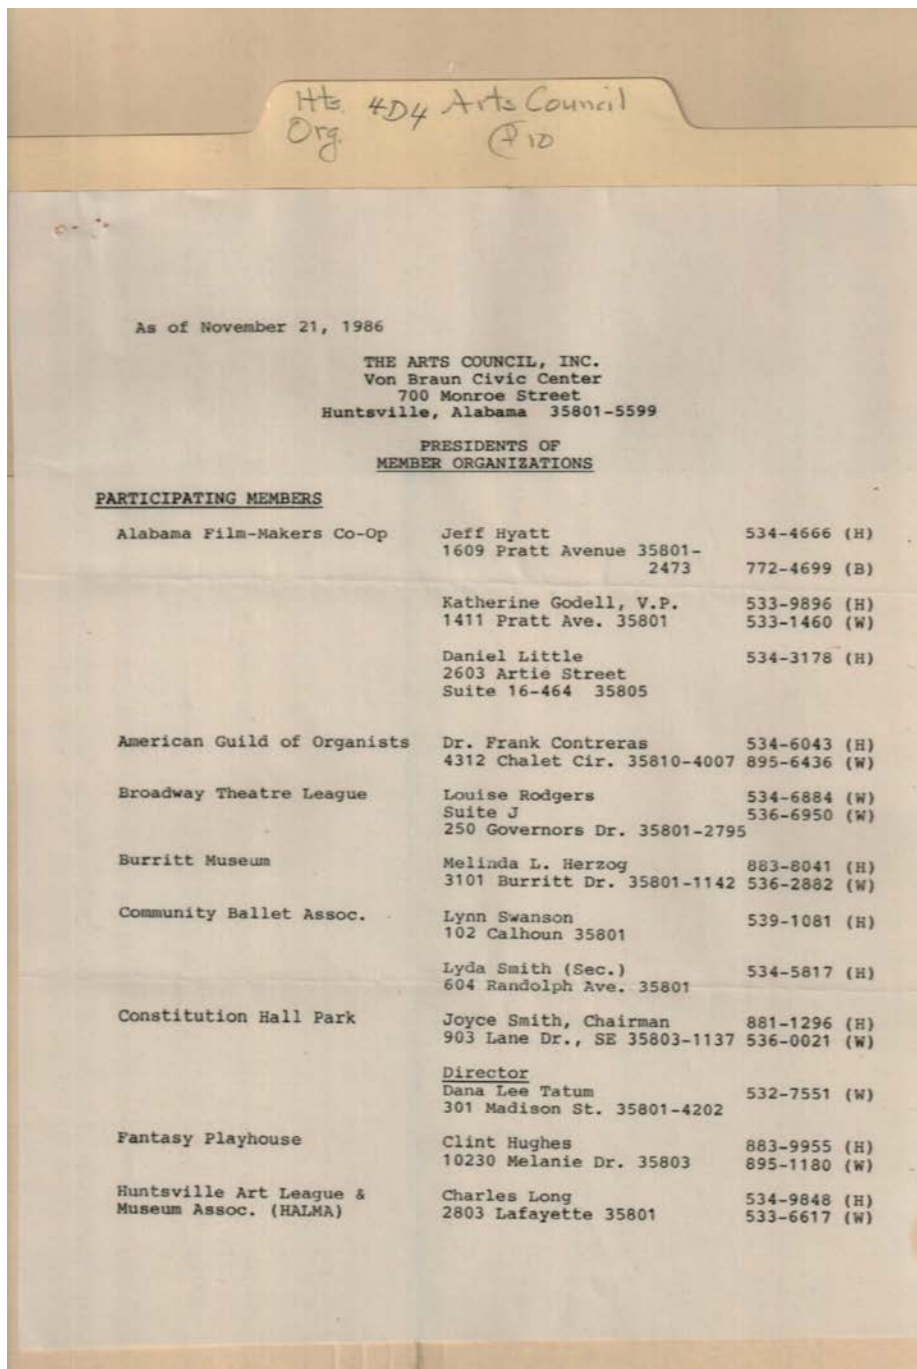 Hts. 4D4 Arts Council
Org. P10
As of November 21, 1986
THE ARTS COUNCIL, INC.
Von Braun Civic Center
700 Monroe Street
Huntsville, Alabama 35801-5599
PRESIDENTS OF
MEMBER ORGANIZATIONS
PARTICIPATING MEMBERS
Alabama Film-Makers Co-Op Jeff Hyatt 534-4666 (H)
1609 Pratt Avenue 35801-
2473 772-4699 (B)
Katherine Godell, V.P. 533-9896 (H)
1411 Pratt Ave. 35801 533-1460 (W)
Daniel Little 534-3178 (H)
2603 Artie Street
Suite 16-464 35805
American Guild of Organists Dr. Frank Contreras 534-6043 (H)
4312 Chalet Cir. 35810-4007 895-6436 (W)
Broadway Theatre League Louise Rodgers 534-6884 (W)
Suite J 536-6950 (W)
250 Governors Dr. 35801-2795
Burritt Museum Melinda L. Herzog 883-8041 (H)
3101 Burritt Dr. 35801-1142 536-2882 (W)
Community Ballet Assoc. Lynn Swanson 539-1081 (H)
102 Calhoun 35801
Lyda Smith (Sec.) 534-5817 (H)
604 Randolph Ave. 35801
Constitution Hall Park Joyce Smith, Chairman 881-1296 (H)
903 Lane Dr., SE 35803-1137 536-0021 (W)
Director
Dana Lee Tatum 532-7551 (W)
301 Madison St. 35801-4202
Fantasy Playhouse Clint Hughes 883-9955 (H)
10230 Melanie Dr. 35803 895-1180 (W)
Huntsville Art League & Charles Long 534-9848 (H)
Museum Assoc. (HALMA) 2803 Lafayette 35801 533-6617 (W)